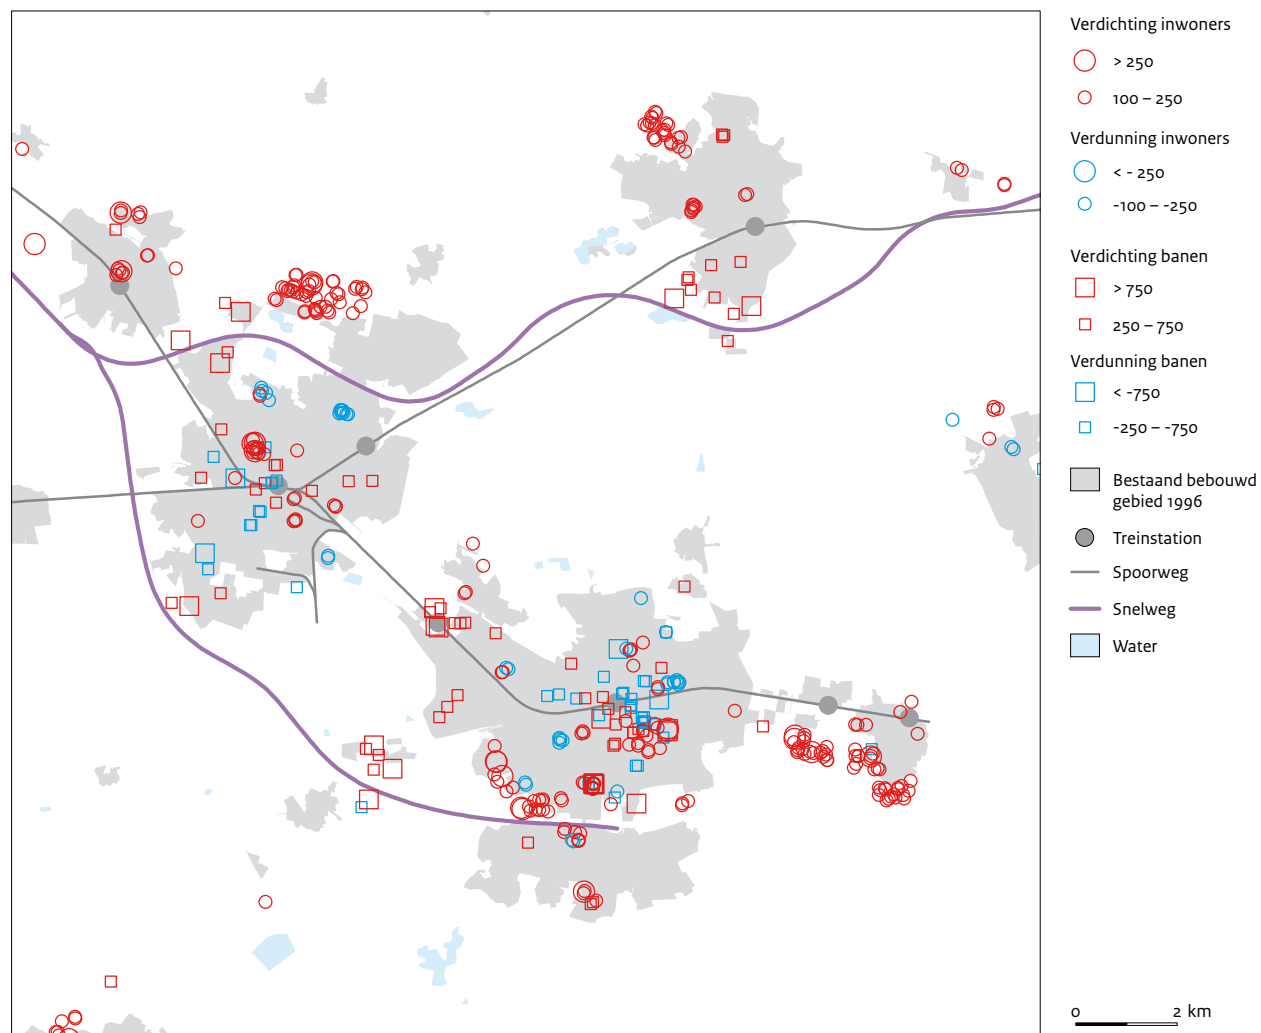 Verdichting inwoners
> 250
100 – 250
Verdunning inwoners
< - 250
-100 – -250
Verdichting banen
> 750
250 – 750
Verdunning banen
< -750
-250 – -750
Bestaand bebouwd
gebied 1996
Treinstation
Spoorweg
Snelweg
Water
0 2 km